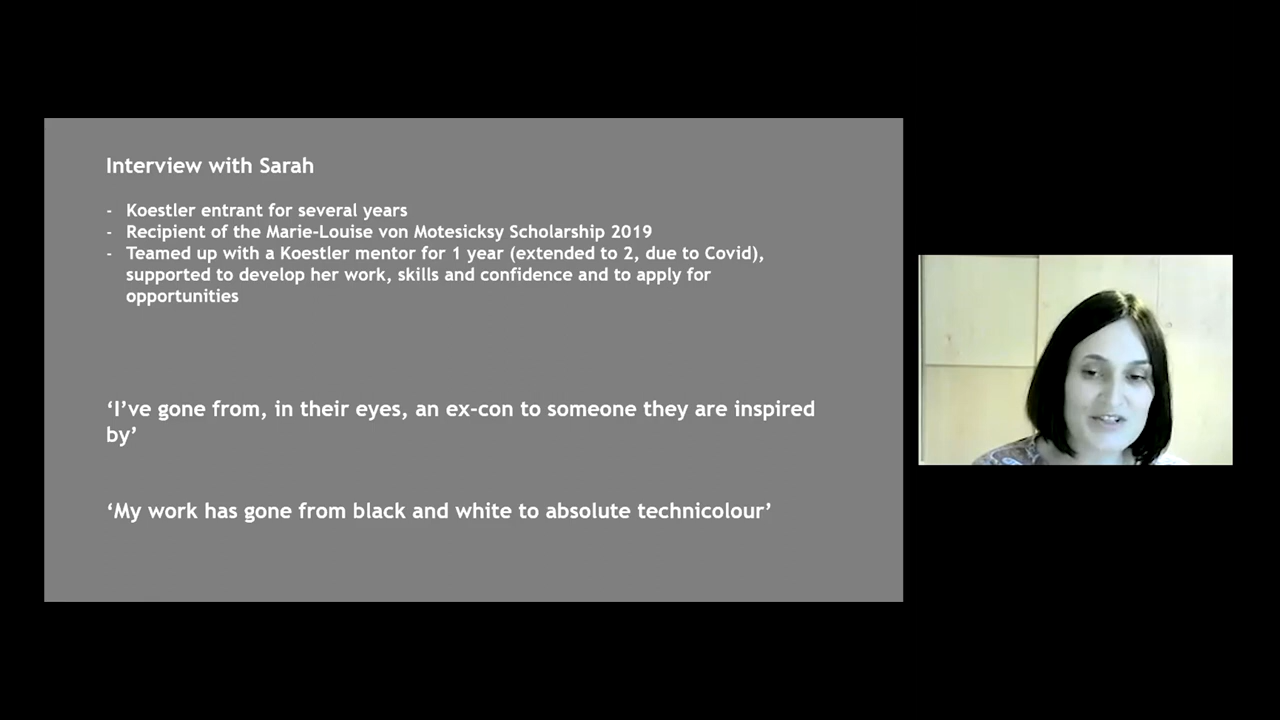 Interview with Sarah
- Koestler entrant for several years
- Recipient of the Marie-Louise von Motesicksy Scholarship 2019
- Teamed up with a Koestler mentor for 1 year (extended to 2, due to Covid),
supported to develop her work, skills and confidence and to apply for
opportunities
‘I’ve gone from, in their eyes, an ex-con to someone they are inspired
by’
‘My work has gone from black and white to absolute technicolour’